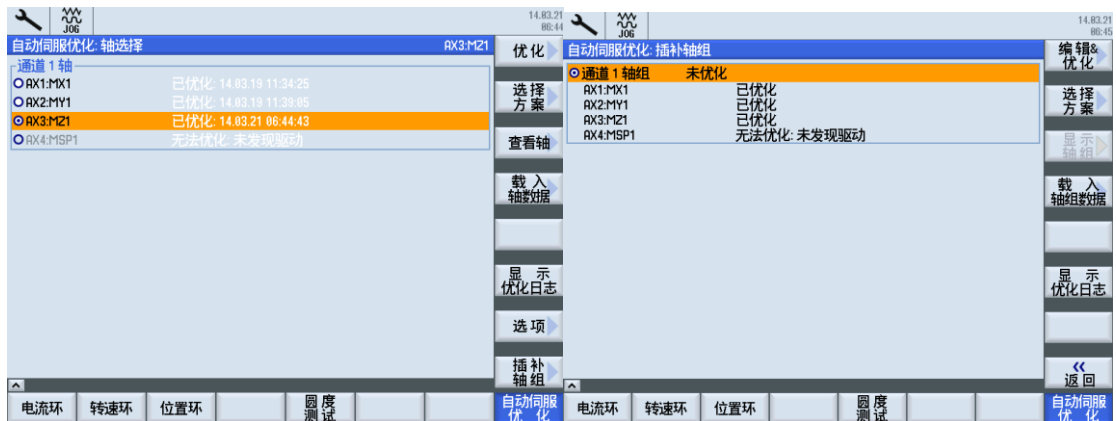 JOG
14.03.21
06:44
自动伺服优化: 轴选择
AX3:MZ1
通道 1 轴
AX1:MX1 已优化: 14.03.19 11:34:25
AX2:MY1 已优化: 14.03.19 11:39:05
AX3:MZ1 已优化: 14.03.21 06:44:43
AX4:MSP1 无法优化: 未发现驱动
优化
选择
方案
查看轴
载入
轴数据
显示
优化日志
选项
插补
轴组
电流环
转速环
位置环
圆度
测试
自动伺服
优化
JOG
14.03.21
06:45
自动伺服优化: 插补轴组
通道 1 轴组 未优化
AX1:MX1 已优化
AX2:MY1 已优化
AX3:MZ1 已优化
AX4:MSP1 无法优化: 未发现驱动
编辑&
优化
选择
方案
显示
轴组
载入
轴组数据
显示
优化日志
«
返回
电流环
转速环
位置环
圆度
测试
自动伺服
优化